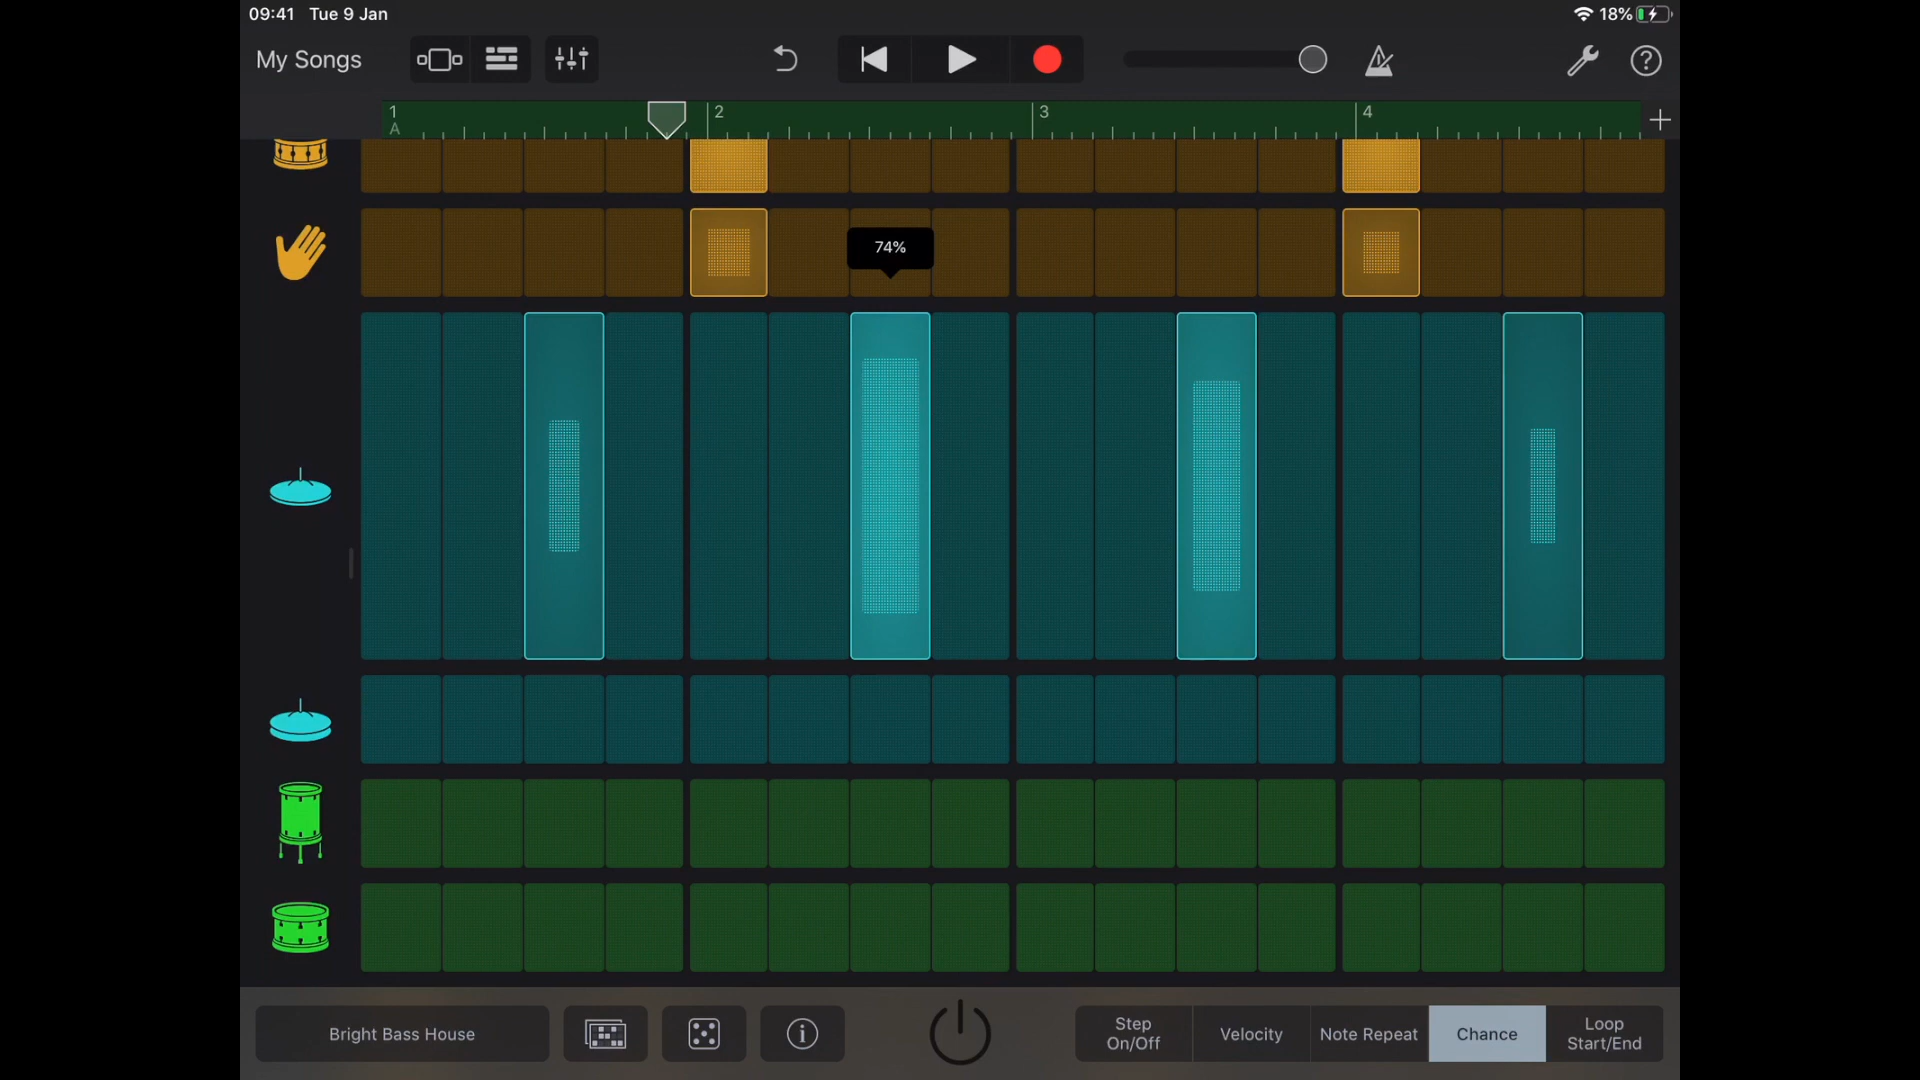 09:41 Tue 9 Jan 18%
My Songs
1 2 3 4
A
74%
Bright Bass House
Step On/Off
Velocity
Note Repeat
Chance
Loop Start/End